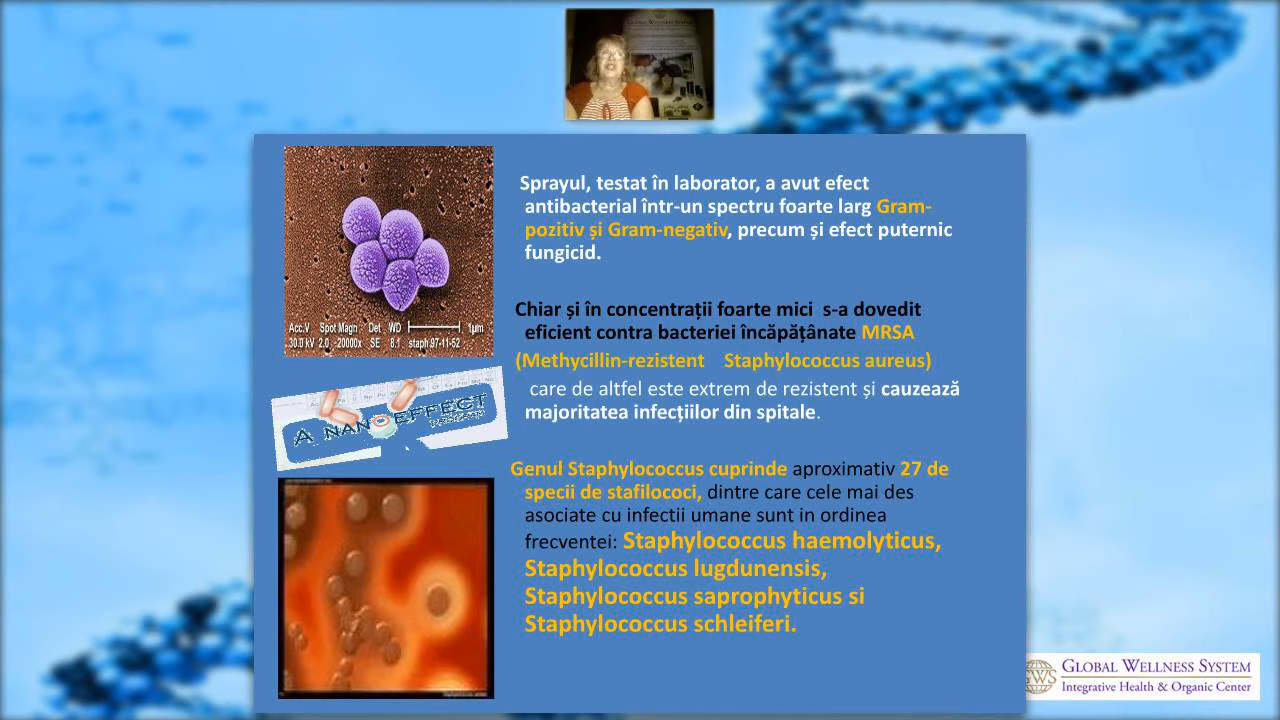 Sprayul, testat în laborator, a avut efect
antibacterial într-un spectru foarte larg Gram-
pozitiv și Gram-negativ, precum și efect puternic
fungicid.
Chiar și în concentrații foarte mici s-a dovedit
eficient contra bacteriei încăpățânate MRSA
(Methycillin-rezistent Staphylococcus aureus)
care de altfel este extrem de rezistent și cauzează
majoritatea infecțiilor din spitale.
Genul Staphylococcus cuprinde aproximativ 27 de
specii de stafilococi, dintre care cele mai des
asociate cu infectii umane sunt in ordinea
frecventei: Staphylococcus haemolyticus,
Staphylococcus lugdunensis,
Staphylococcus saprophyticus si
Staphylococcus schleiferi.
Acc.V Spot Magn Det WD 1µm
30.0 kV 2.0 20000x SE 8.1 staph 97-11-52
A NANOEFFECT
GWS
GLOBAL WELLNESS SYSTEM
Integrative Health & Organic Center